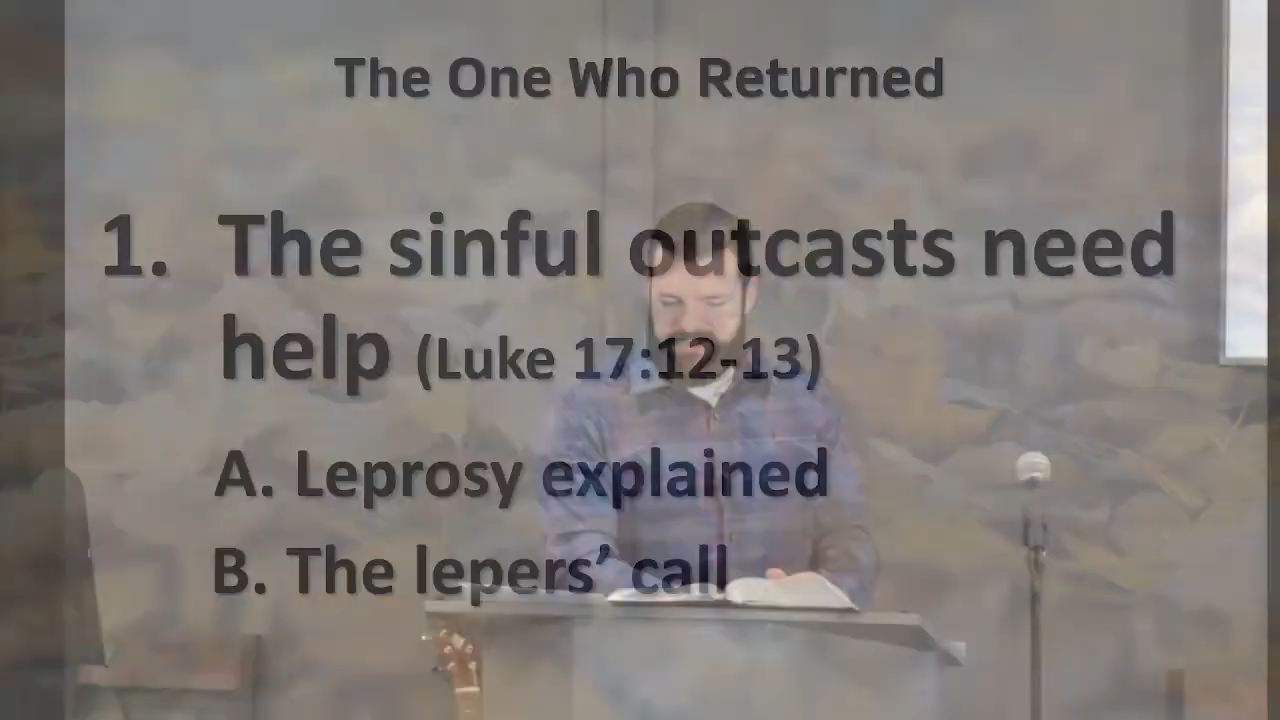 The One Who Returned
1. The sinful outcasts need
help (Luke 17:12-13)
A. Leprosy explained
B. The lepers’ call